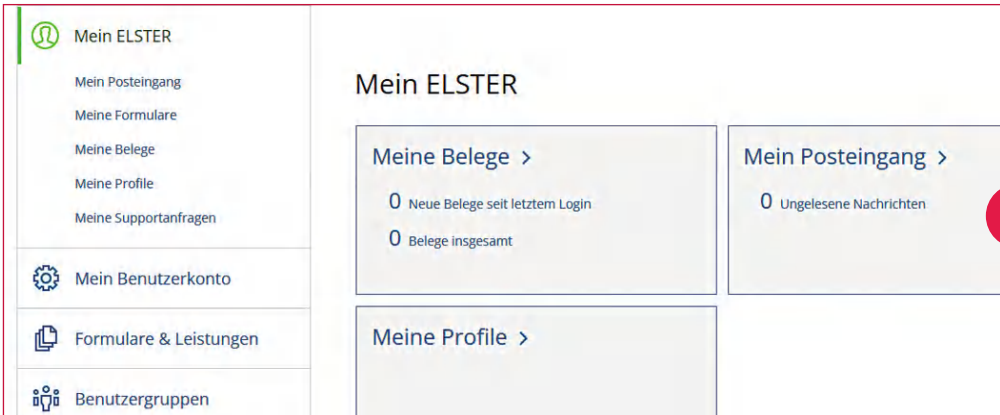 Mein ELSTER
Mein Posteingang
Meine Formulare
Meine Belege
Meine Profile
Meine Supportanfragen
Mein Benutzerkonto
Formulare & Leistungen
Benutzergruppen
Mein ELSTER
Meine Belege >
0 Neue Belege seit letztem Login
0 Belege insgesamt
Mein Posteingang >
0 Ungelesene Nachrichten
Meine Profile >